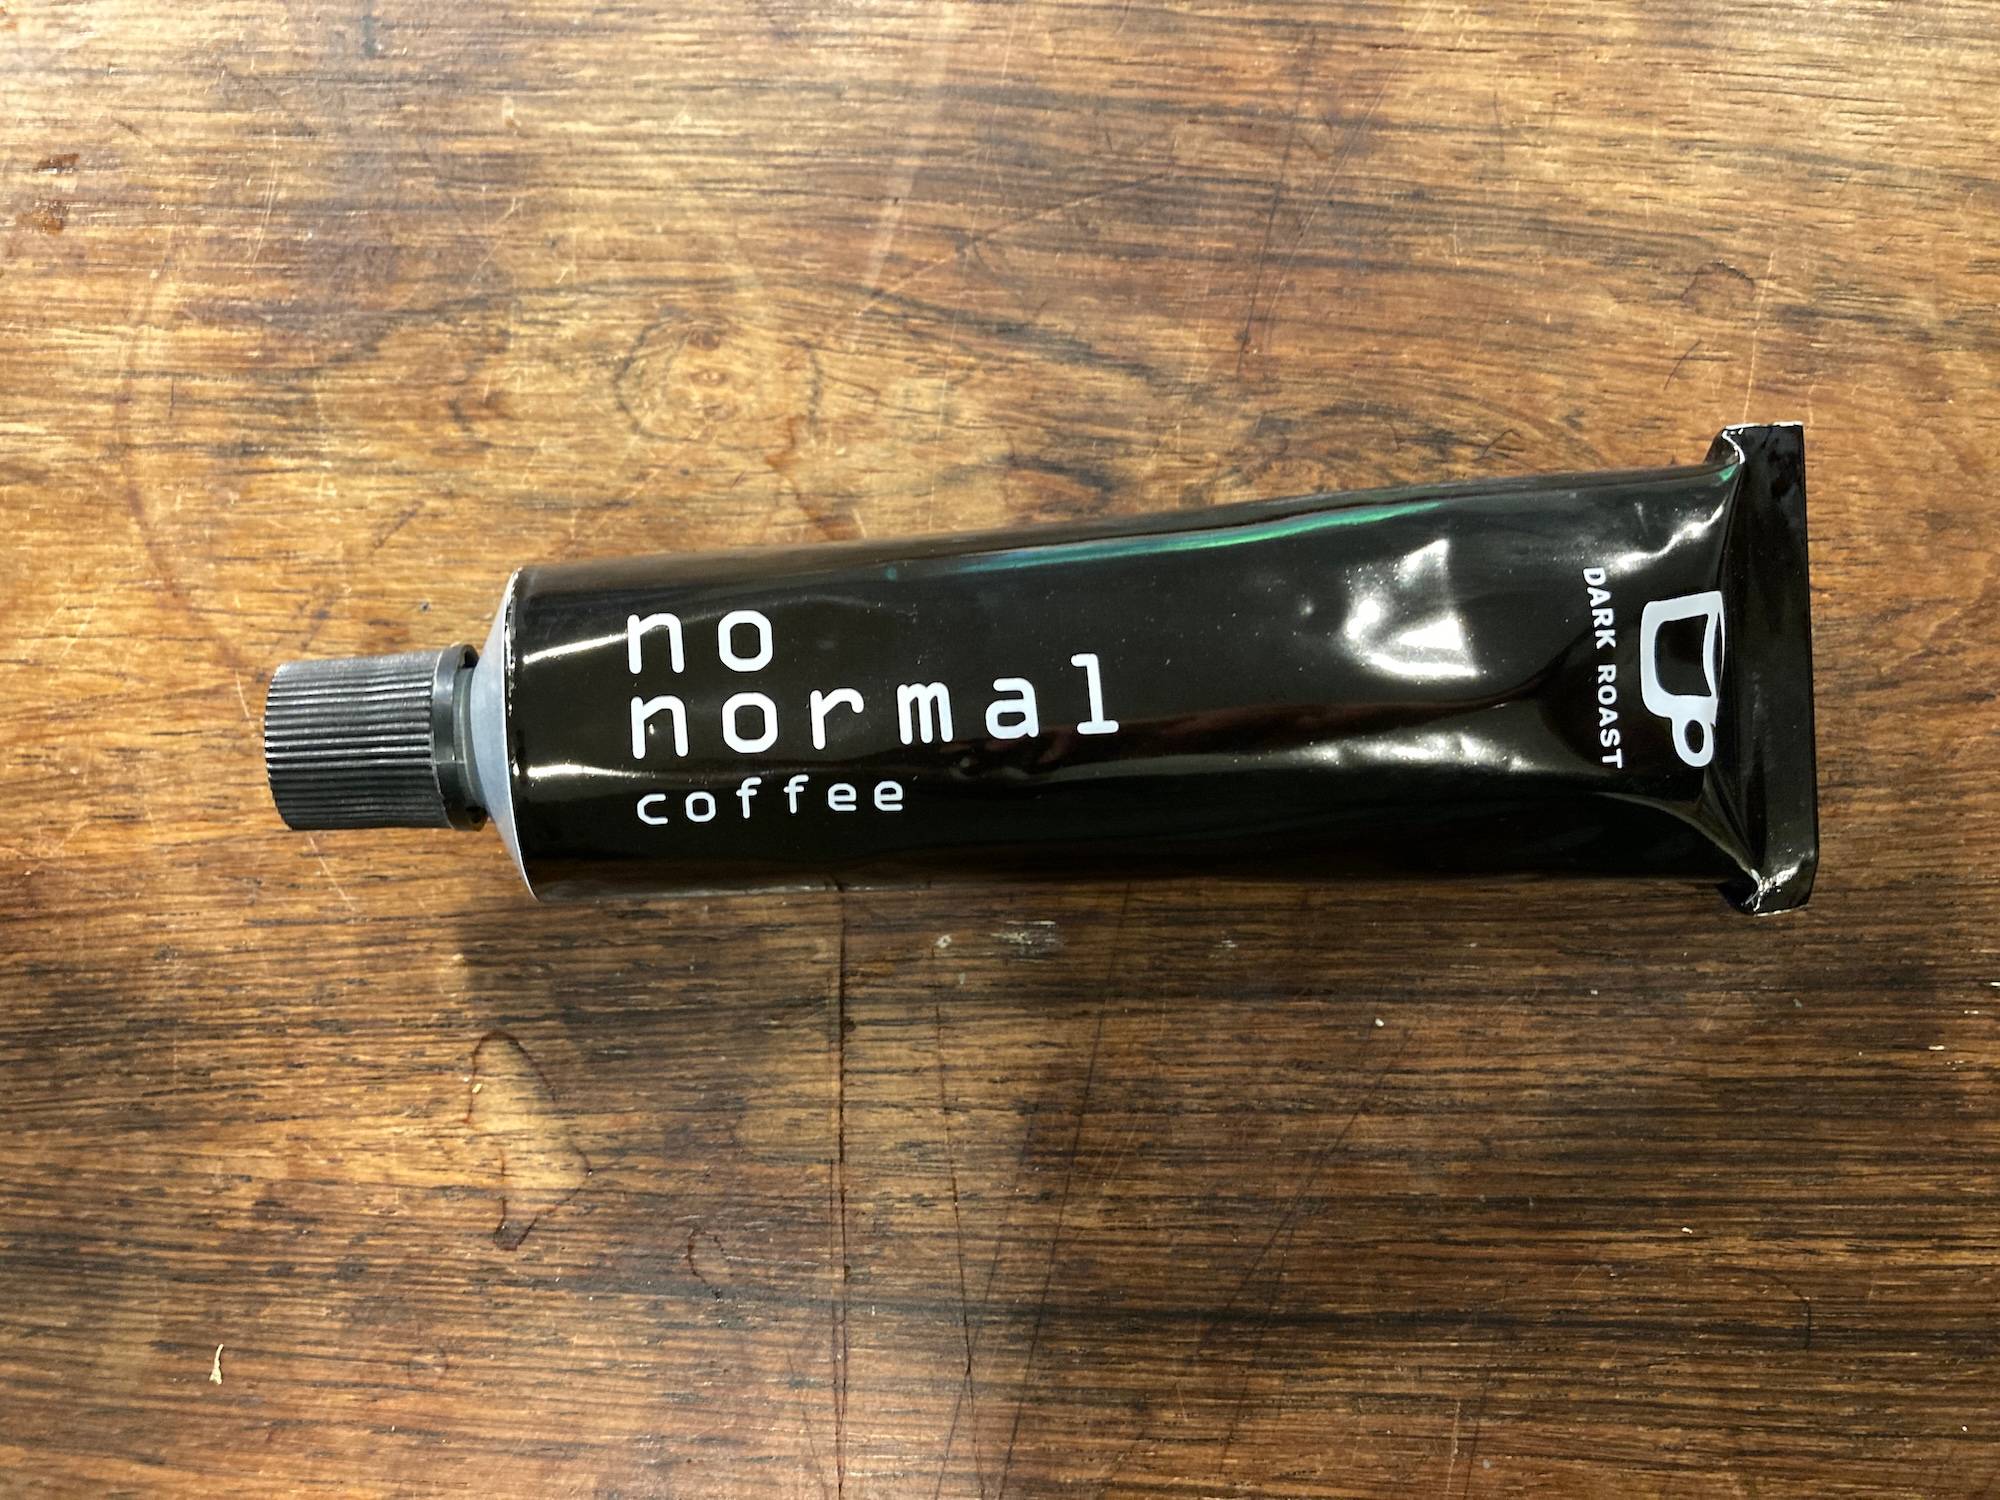 no
normal
coffee
DARK ROAST